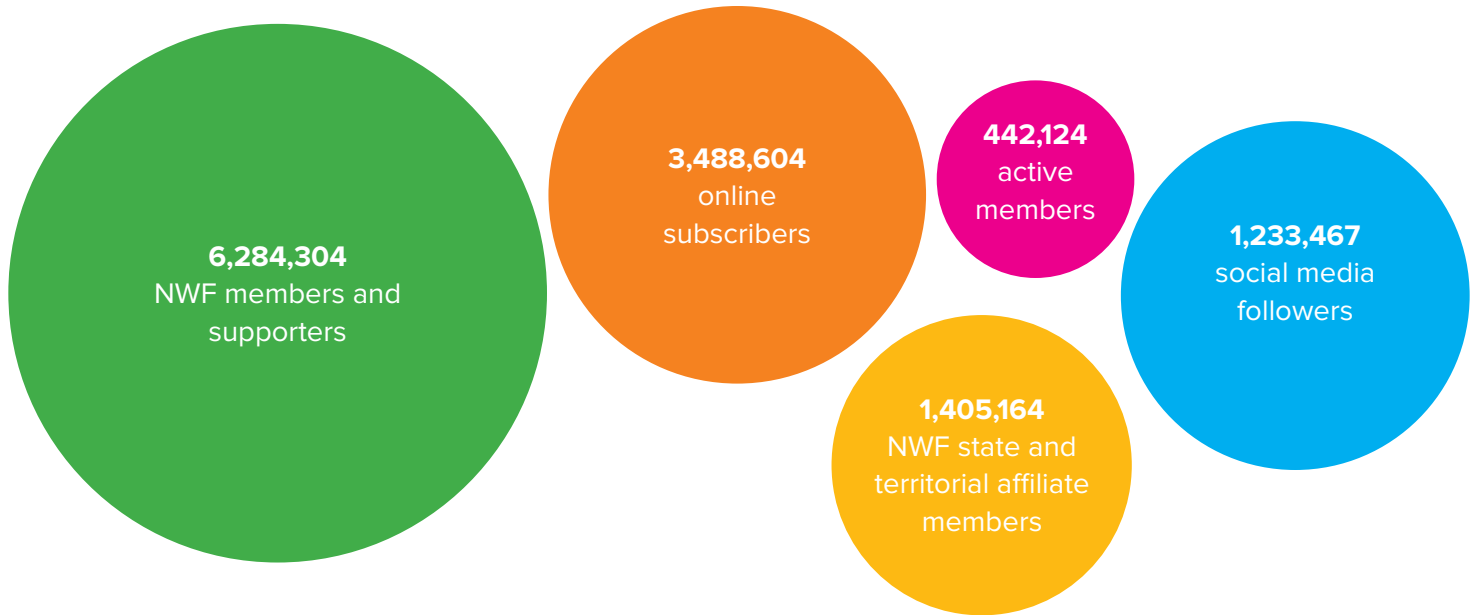 6,284,304
NWF members and
supporters
3,488,604
online
subscribers
442,124
active
members
1,233,467
social media
followers
1,405,164
NWF state and
territorial affiliate
members